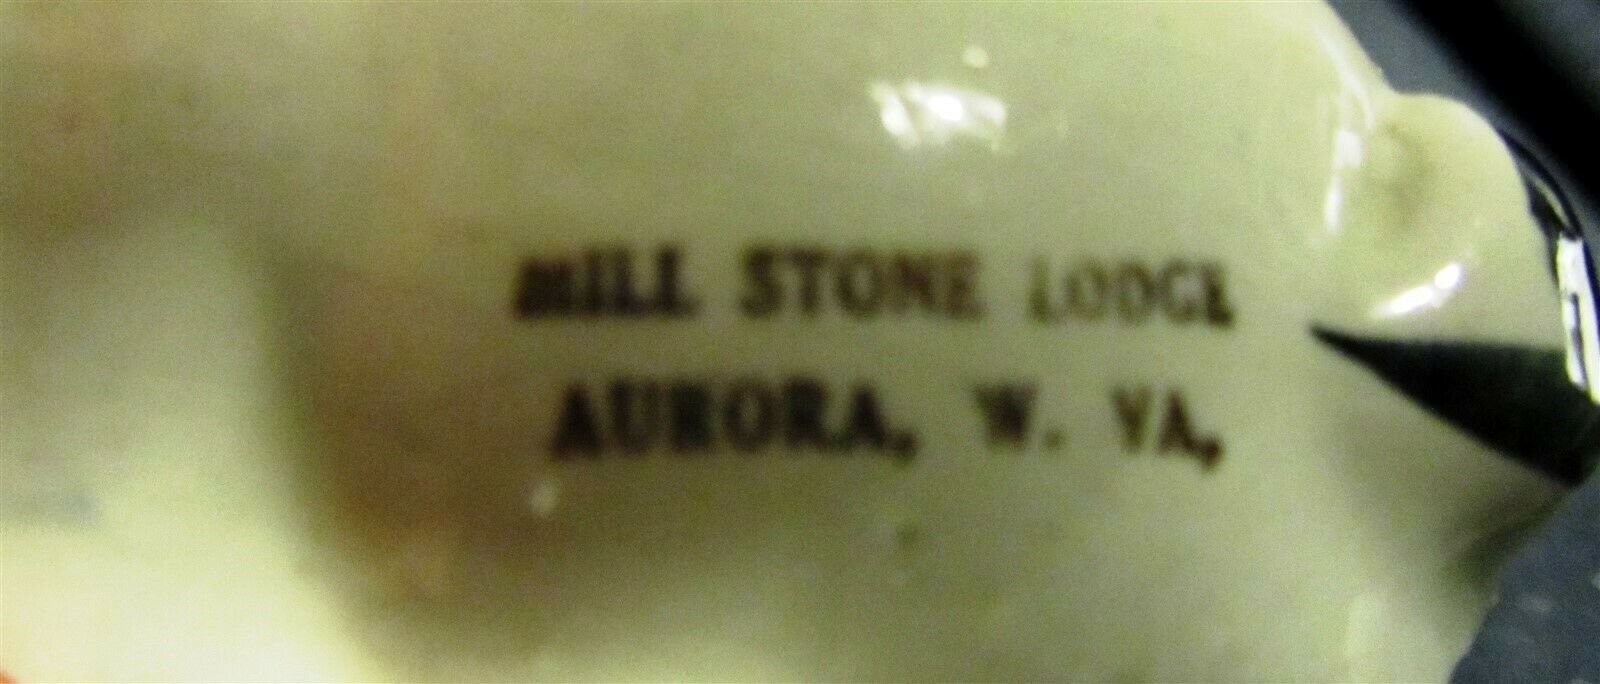 MILL STONE LODGE
AURORA, W. VA,